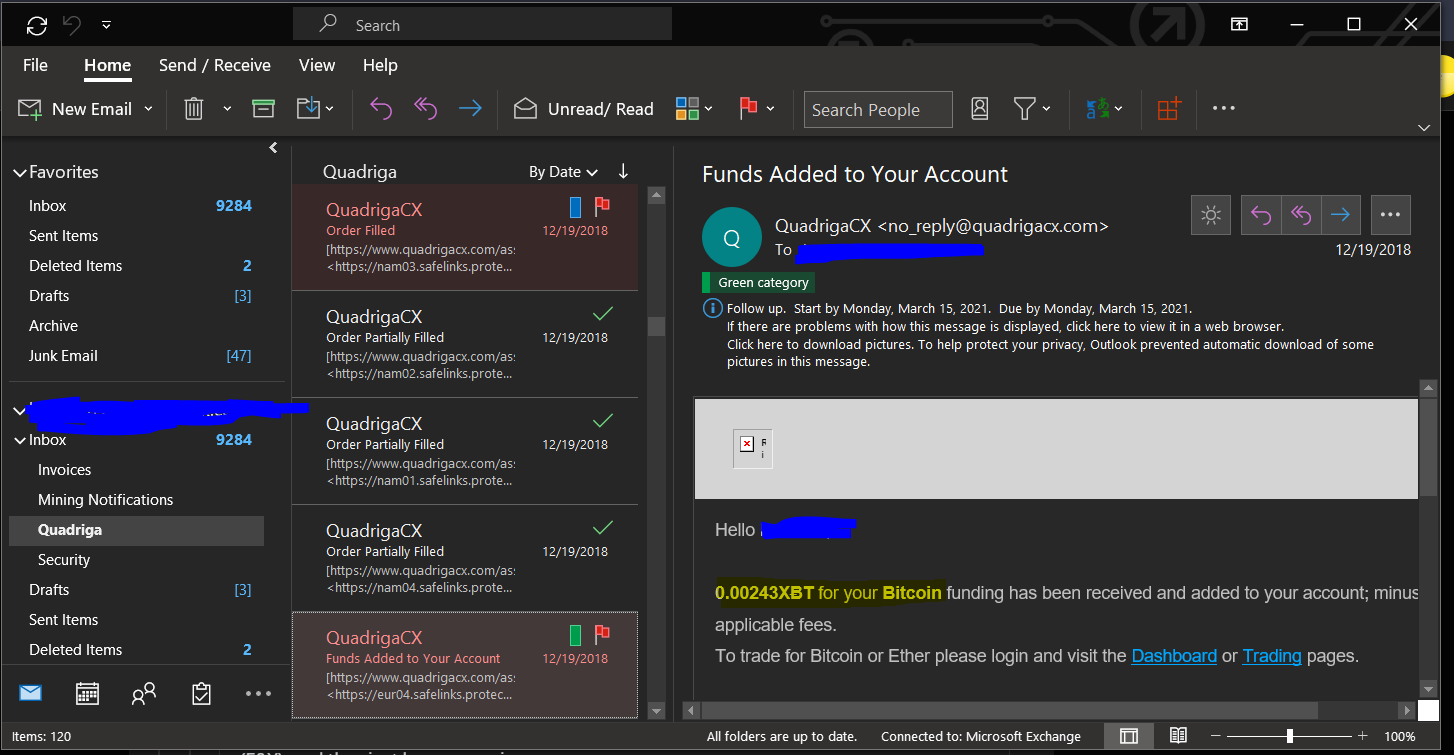 Search
File Home Send / Receive View Help
New Email Unread/ Read Search People
Favorites
Inbox 9284
Sent Items
Deleted Items 2
Drafts [3]
Archive
Junk Email [47]
Inbox 9284
Invoices
Mining Notifications
Quadriga
Security
Drafts [3]
Sent Items
Deleted Items 2
Items: 120
Quadriga By Date
QuadrigaCX
Order Filled 12/19/2018
[https://www.quadrigacx.com/as
<https://nam03.safelinks.prote...
QuadrigaCX
Order Partially Filled 12/19/2018
[https://www.quadrigacx.com/as
<https://nam02.safelinks.prote...
QuadrigaCX
Order Partially Filled 12/19/2018
[https://www.quadrigacx.com/as
<https://nam01.safelinks.prote...
QuadrigaCX
Order Partially Filled 12/19/2018
[https://www.quadrigacx.com/as
<https://nam04.safelinks.prote...
QuadrigaCX
Funds Added to Your Account 12/19/2018
[https://www.quadrigacx.com/as
<https://eur04.safelinks.protec...
Funds Added to Your Account
Q
QuadrigaCX <no_reply@quadrigacx.com>
To
12/19/2018
Green category
Follow up. Start by Monday, March 15, 2021. Due by Monday, March 15, 2021.
If there are problems with how this message is displayed, click here to view it in a web browser.
Click here to download pictures. To help protect your privacy, Outlook prevented automatic download of some
pictures in this message.
Hello
0.00243XBT for your Bitcoin funding has been received and added to your account; minus
applicable fees.
To trade for Bitcoin or Ether please login and visit the Dashboard or Trading pages.
All folders are up to date. Connected to: Microsoft Exchange 100%